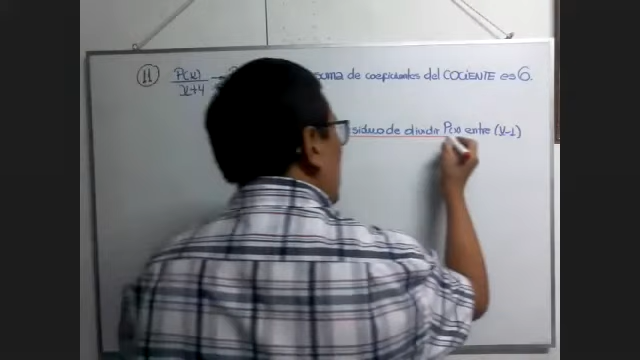 11 P(x) suma de coeficientes del COCIENTE es 6.
x+4
siduo de dividir P(x) entre (x-1)